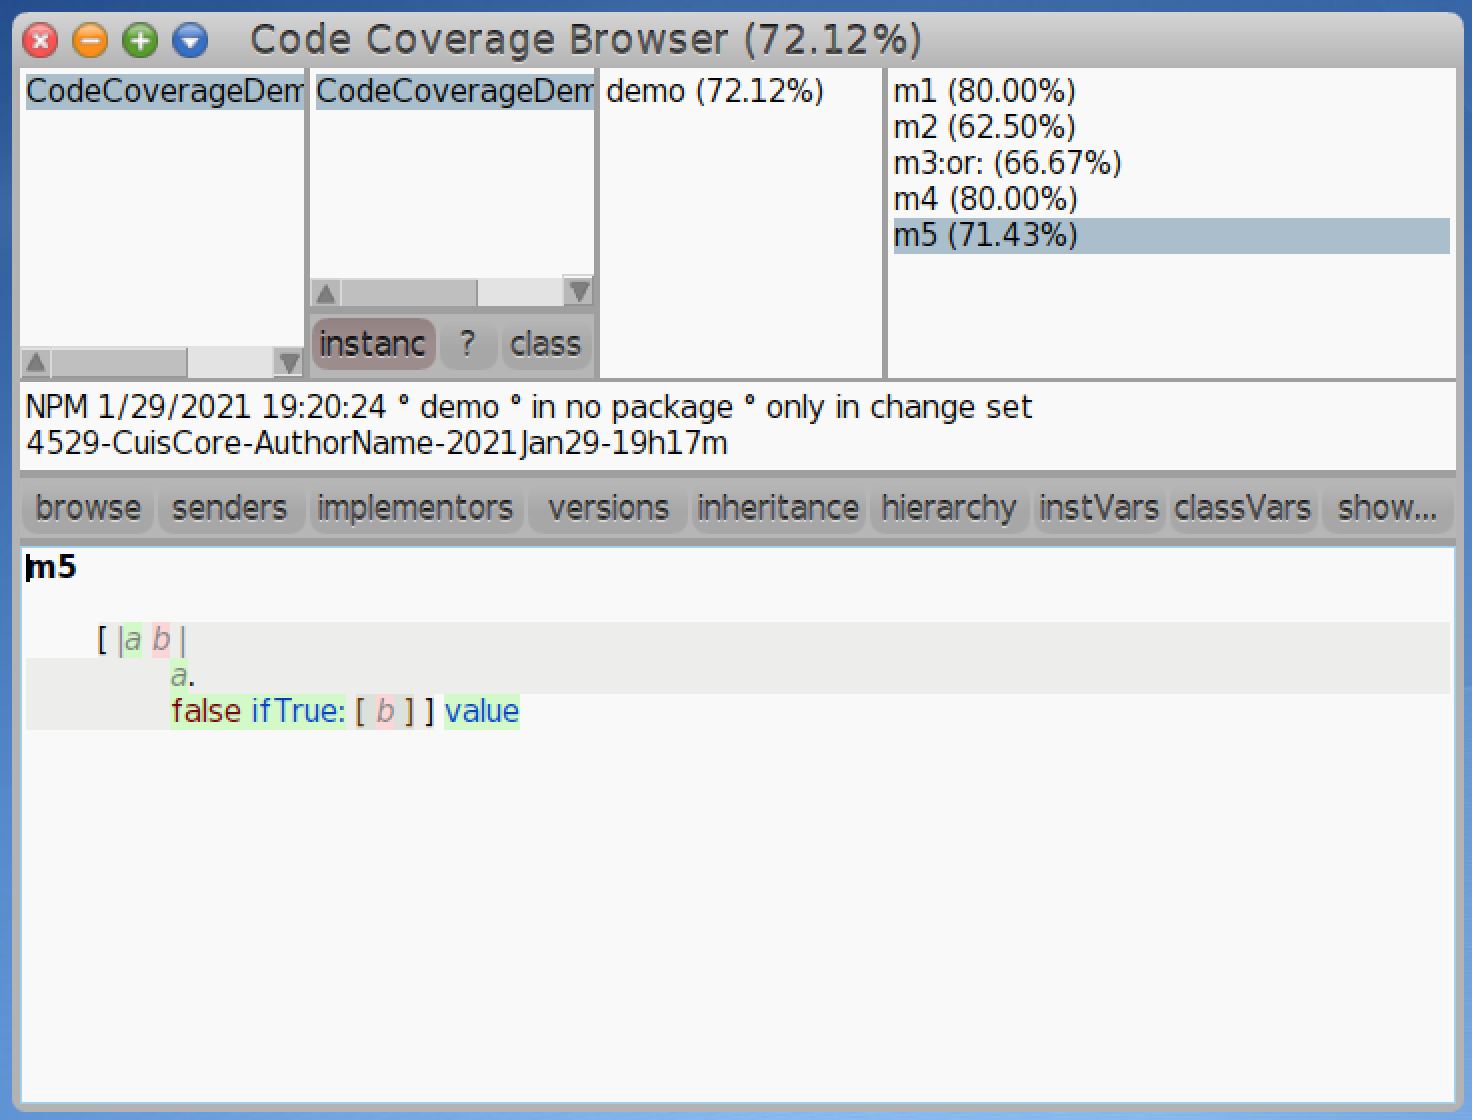 Code Coverage Browser (72.12%)
CodeCoverageDem
CodeCoverageDem
instanc ? class
demo (72.12%)
m1 (80.00%)
m2 (62.50%)
m3:or: (66.67%)
m4 (80.00%)
m5 (71.43%)
NPM 1/29/2021 19:20:24 ° demo ° in no package ° only in change set
4529-CuisCore-AuthorName-2021Jan29-19h17m
browse senders implementors versions inheritance hierarchy instVars classVars show...
m5
[ |a b |
a.
false ifTrue: [ b ] ] value